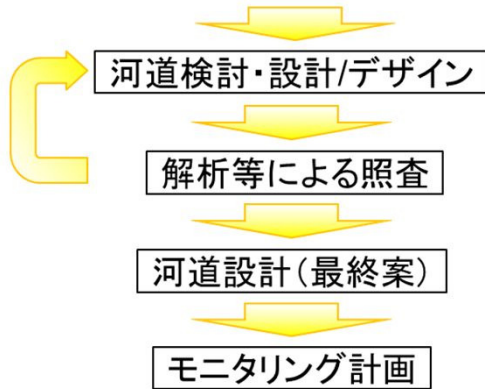 河道検討・設計/デザイン
解析等による照査
河道設計(最終案)
モニタリング計画